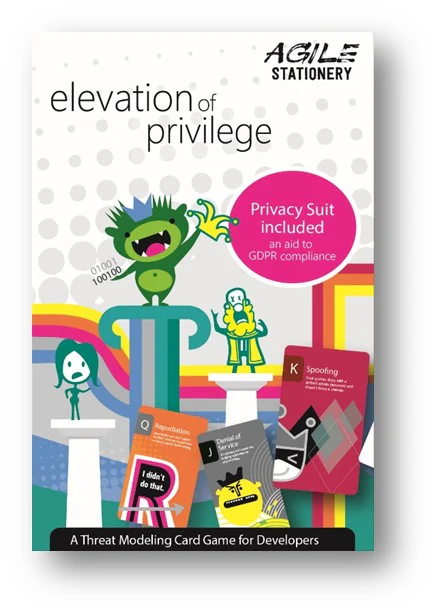 AGILE
STATIONERY
elevation of
privilege
Privacy Suit
included
an aid to
GDPR compliance
01001
100100
K
Spoofing
Q
Repudiation
J
Denial of
Service
I didn't
do that.
R
A Threat Modeling Card Game for Developers